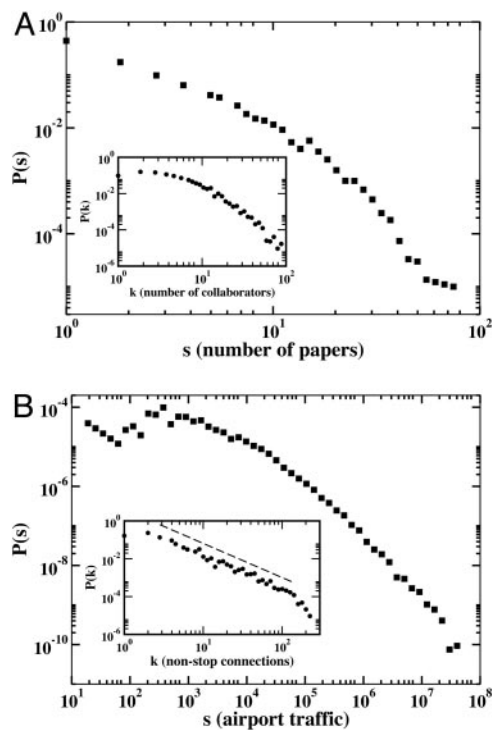 A
10^0
10^-2
10^-4
P(s)
10^0
10^-2
10^-4
10^-6
P(k)
10^0 10^1 10^2
k (number of collaborators)
10^0 10^1 10^2
s (number of papers)
B
10^-4
10^-6
10^-8
10^-10
P(s)
10^0
10^-2
10^-4
10^-6
P(k)
10^0 10^1 10^2
k (non-stop connections)
10^1 10^2 10^3 10^4 10^5 10^6 10^7 10^8
s (airport traffic)